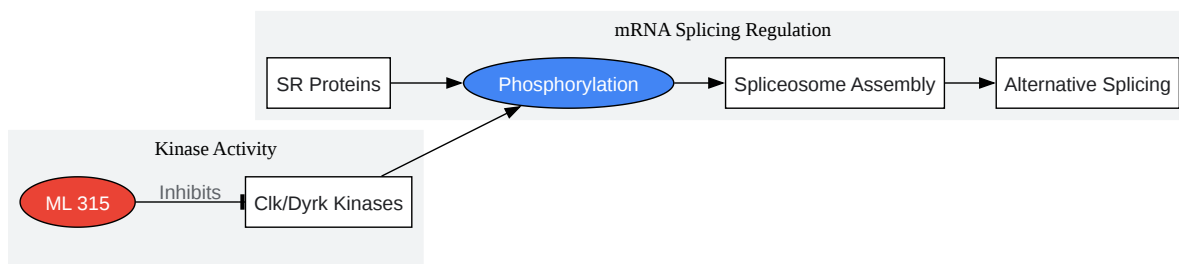 mRNA Splicing Regulation
SR Proteins
Phosphorylation
Spliceosome Assembly
Alternative Splicing
Kinase Activity
ML 315
Inhibits
Clk/Dyrk Kinases